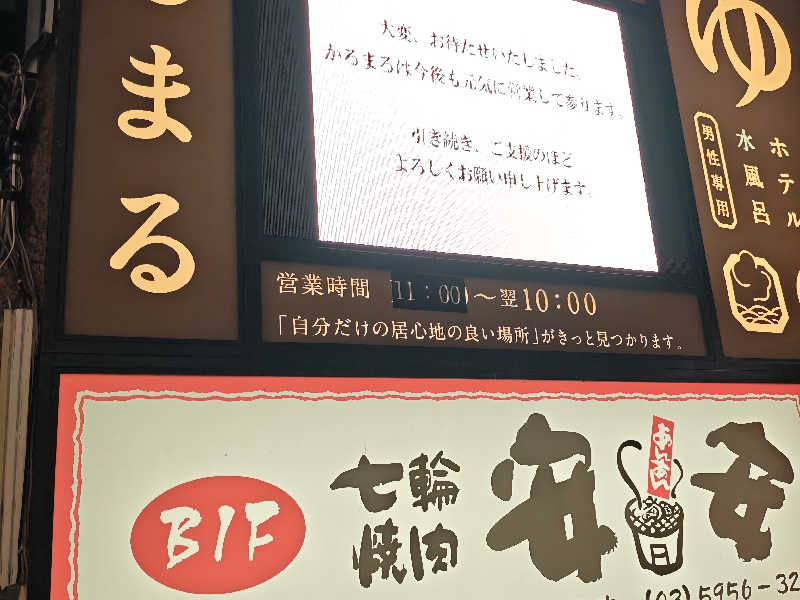 まる
大変、お待たせいたしました、
かるまるは今後も元気に営業して参ります。
引き続き、ご支援のほど
よろしくお願い申し上げます。
ゆ
男性専用
水風呂
ホテル
営業時間 11:00～翌10:00
「自分だけの居心地の良い場所」がきっと見つかります。
B1F
七輪
焼肉
安安
あんあん
(03)5956-32